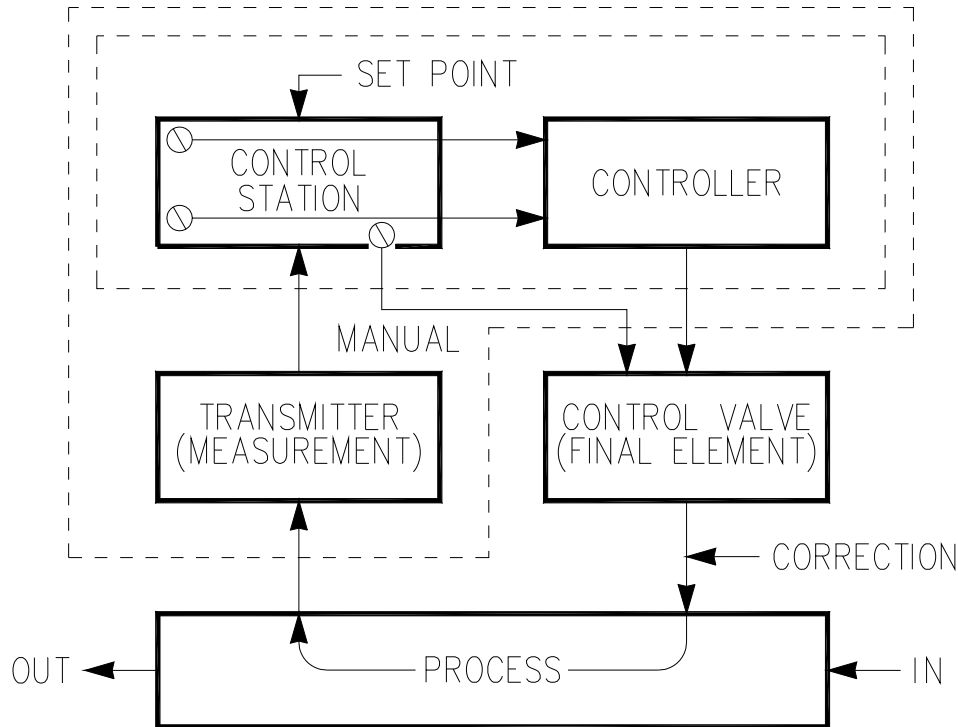 SET POINT
CONTROL
STATION
CONTROLLER
MANUAL
TRANSMITTER
(MEASUREMENT)
CONTROL VALVE
(FINAL ELEMENT)
CORRECTION
OUT
PROCESS
IN